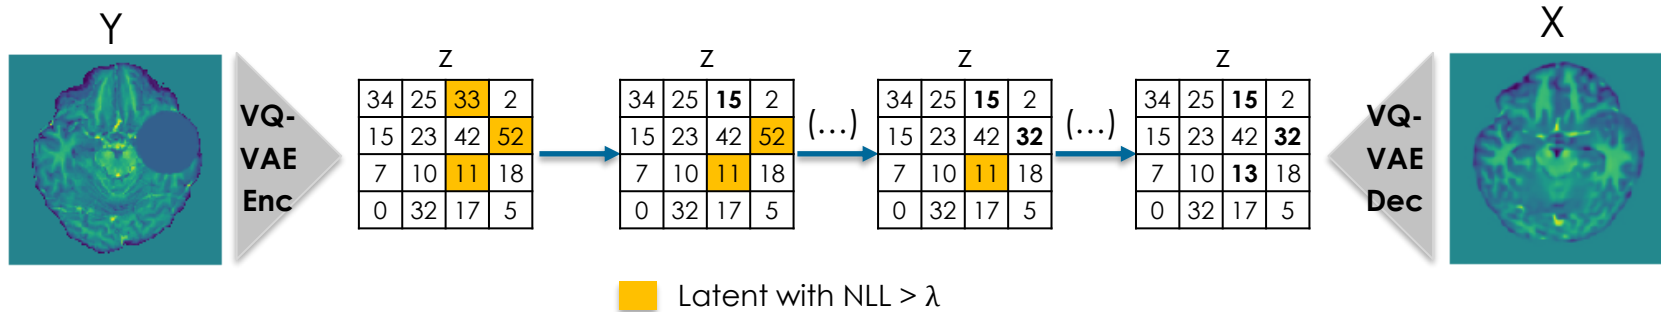 Y
VQ-
VAE
Enc
Z
34 25 33 2
15 23 42 52
7 10 11 18
0 32 17 5
Z
34 25 15 2
15 23 42 52
7 10 11 18
0 32 17 5
(...)
Z
34 25 15 2
15 23 42 32
7 10 11 18
0 32 17 5
(...)
Z
34 25 15 2
15 23 42 32
7 10 13 18
0 32 17 5
VQ-
VAE
Dec
X
Latent with NLL > λ